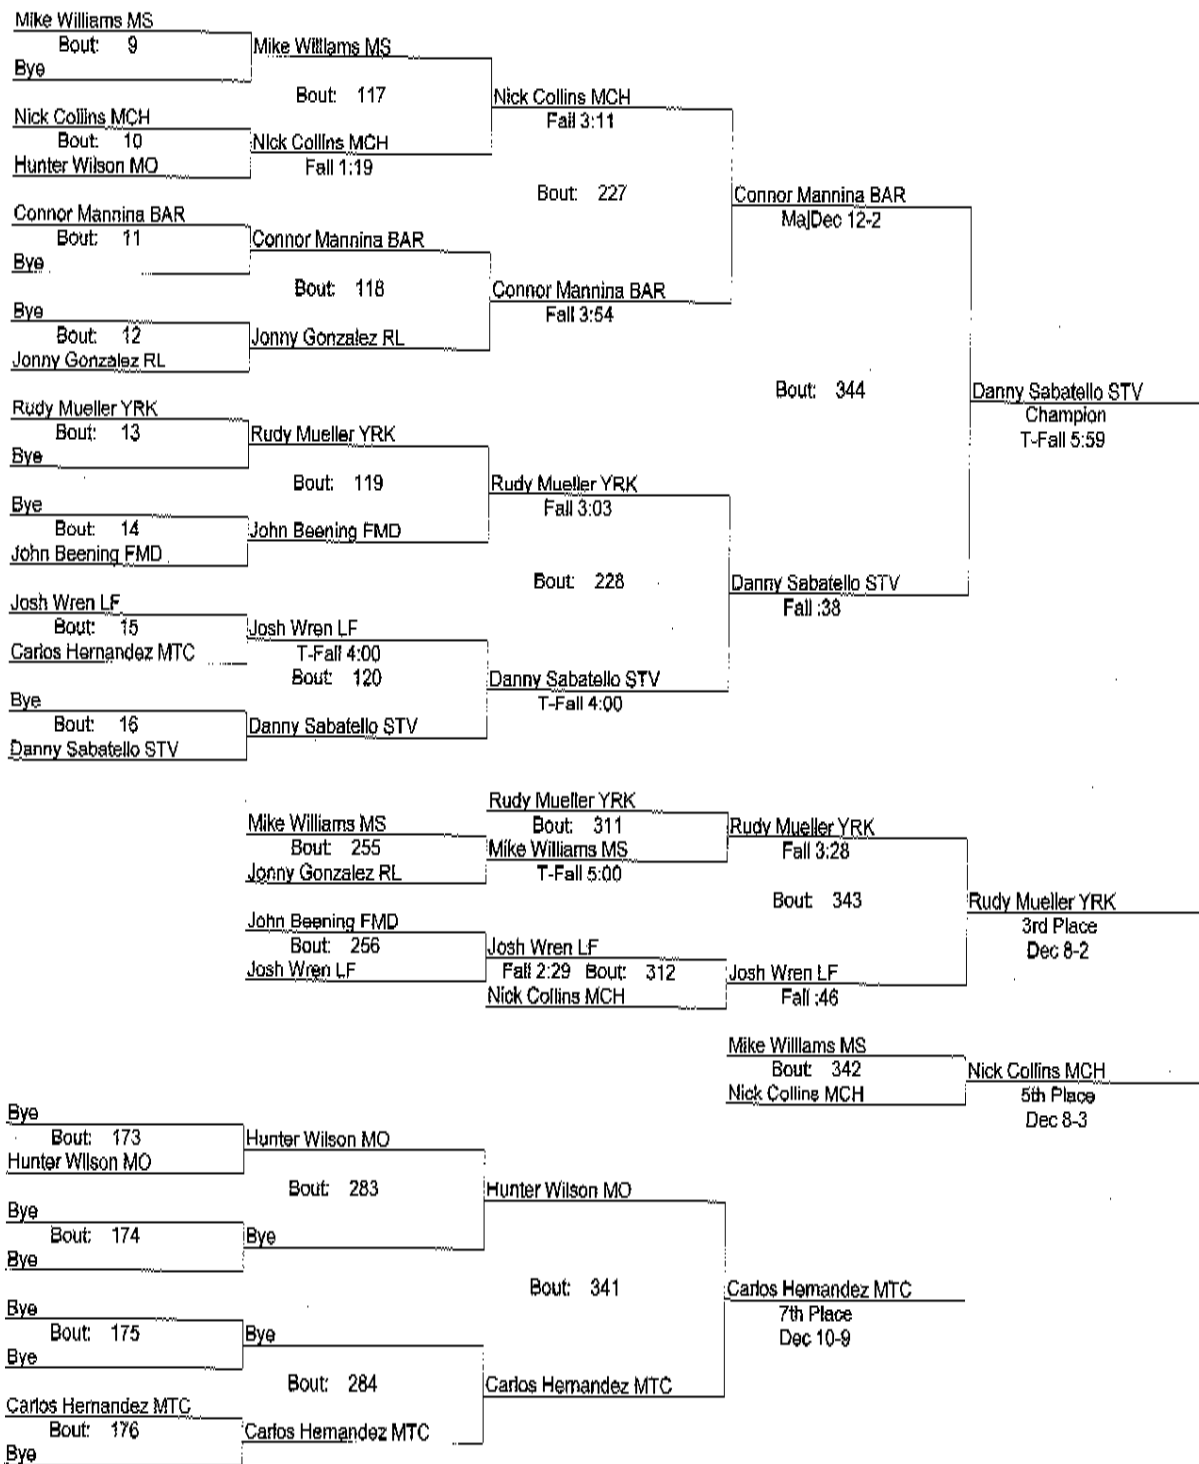 Mike Williams MS
Bout: 9
Bye
Mike Williams MS
Bout: 117
Nick Collins MCH
Bout: 10
Hunter Wilson MO
Nick Collins MCH
Fall 1:19
Nick Collins MCH
Fall 3:11
Bout: 227
Connor Mannina BAR
Bout: 11
Bye
Connor Mannina BAR
Bout: 118
Bye
Bout: 12
Jonny Gonzalez RL
Jonny Gonzalez RL
Connor Mannina BAR
Fall 3:54
Connor Mannina BAR
MajDec 12-2
Bout: 344
Danny Sabatello STV
Champion
T-Fall 5:59
Rudy Mueller YRK
Bout: 13
Bye
Rudy Mueller YRK
Bout: 119
Bye
Bout: 14
John Beening FMD
John Beening FMD
Rudy Mueller YRK
Fall 3:03
Bout: 228
Josh Wren LF
Bout: 15
Carlos Hernandez MTC
Josh Wren LF
T-Fall 4:00
Bout: 120
Bye
Bout: 16
Danny Sabatello STV
Danny Sabatello STV
Danny Sabatello STV
T-Fall 4:00
Danny Sabatello STV
Fall :38
Mike Williams MS
Bout: 255
Jonny Gonzalez RL
Rudy Mueller YRK
Bout: 311
Mike Williams MS
T-Fall 5:00
Rudy Mueller YRK
Fall 3:28
Bout: 343
Rudy Mueller YRK
3rd Place
Dec 8-2
John Beening FMD
Bout: 256
Josh Wren LF
Josh Wren LF
Fall 2:29 Bout: 312
Nick Collins MCH
Josh Wren LF
Fall :46
Mike Williams MS
Bout: 342
Nick Collins MCH
Nick Collins MCH
5th Place
Dec 8-3
Bye
Bout: 173
Hunter Wilson MO
Hunter Wilson MO
Bout: 283
Bye
Bout: 174
Bye
Bye
Hunter Wilson MO
Bout: 341
Carlos Hernandez MTC
7th Place
Dec 10-9
Bye
Bout: 175
Bye
Bye
Bout: 284
Carlos Hernandez MTC
Bout: 176
Bye
Carlos Hernandez MTC
Carlos Hernandez MTC